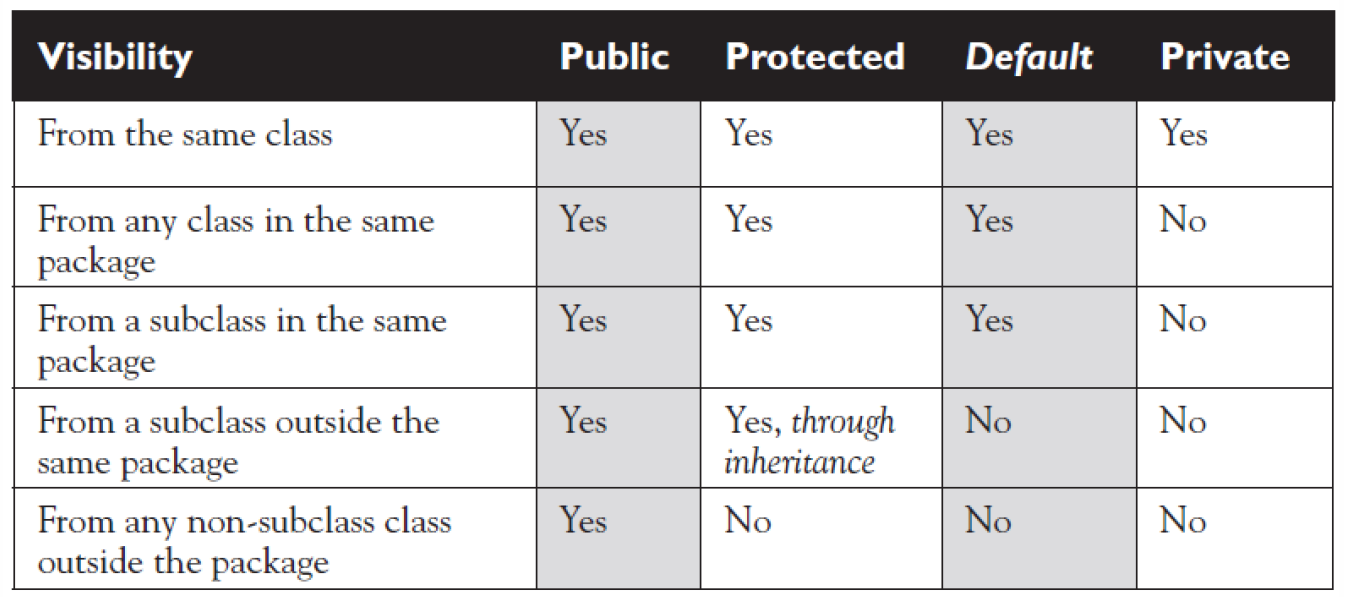 Visibility Public Protected Default Private
From the same class Yes Yes Yes Yes
From any class in the same Yes Yes Yes No
package
From a subclass in the same Yes Yes Yes No
package
From a subclass outside the Yes Yes, through No No
same package inheritance
From any non-subclass class Yes No No No
outside the package